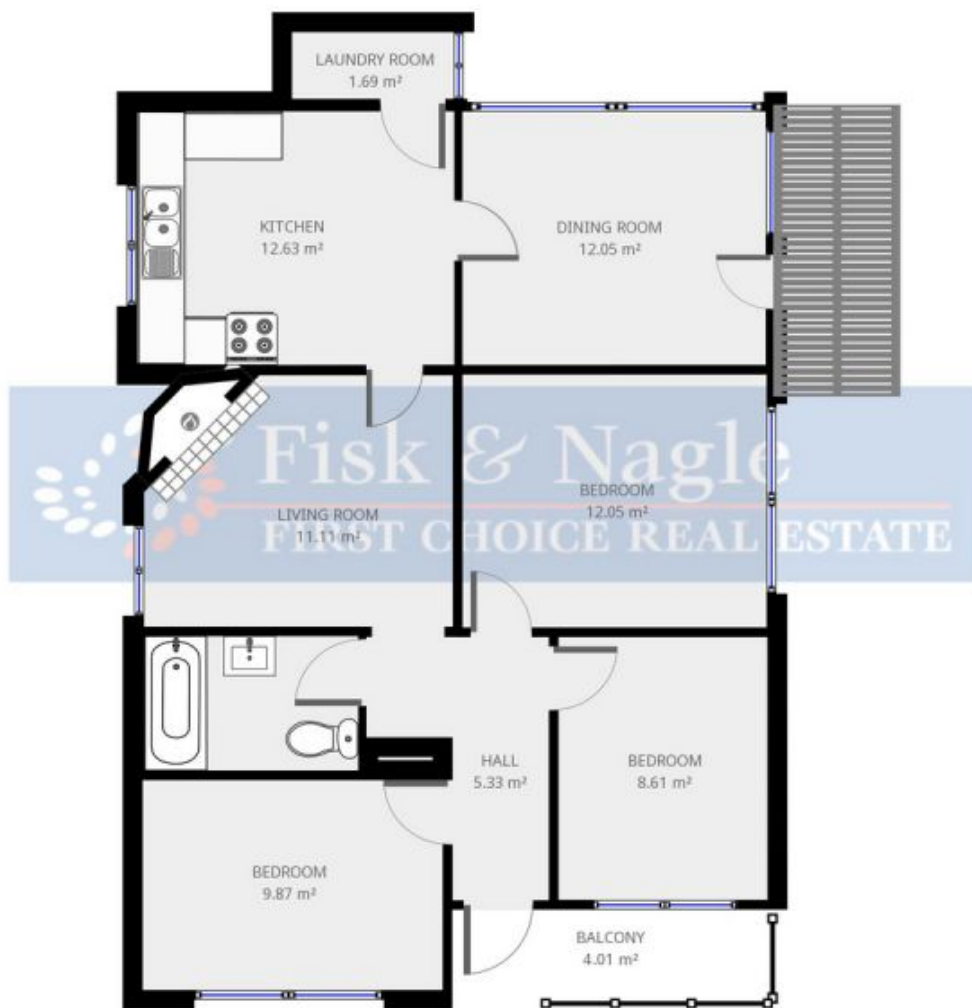 LAUNDRY ROOM
1.69 m²
KITCHEN
12.63 m²
DINING ROOM
12.05 m²
Fisk & Nagle
FIRST CHOICE REAL ESTATE
BEDROOM
12.05 m²
LIVING ROOM
11.11 m²
HALL
5.33 m²
BEDROOM
8.61 m²
BEDROOM
9.87 m²
BALCONY
4.01 m²